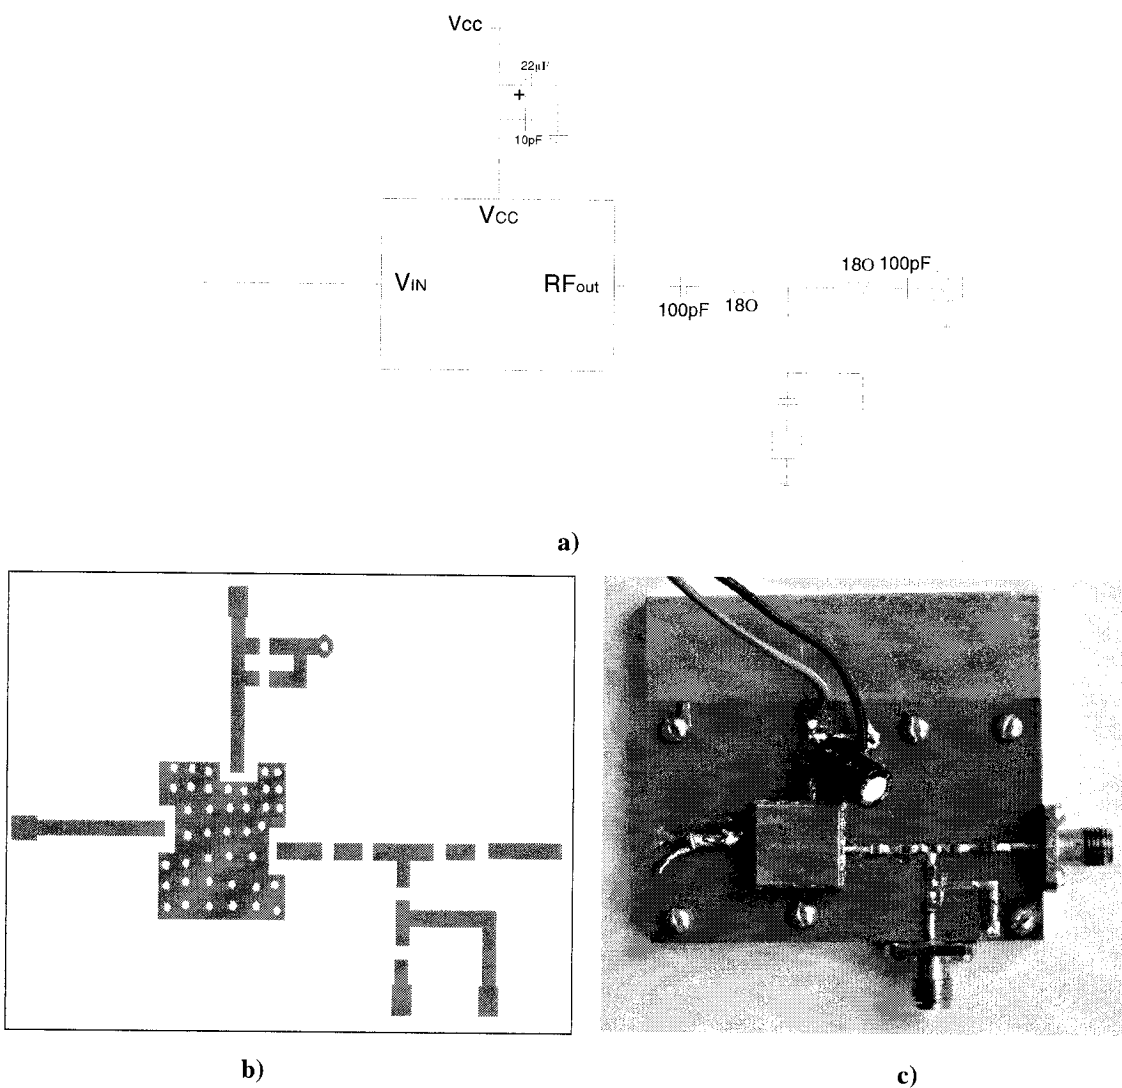 Vcc
22µF
+
10pF
VCC
VIN
RFout
100pF
18O
18O 100pF
a)
b)
c)